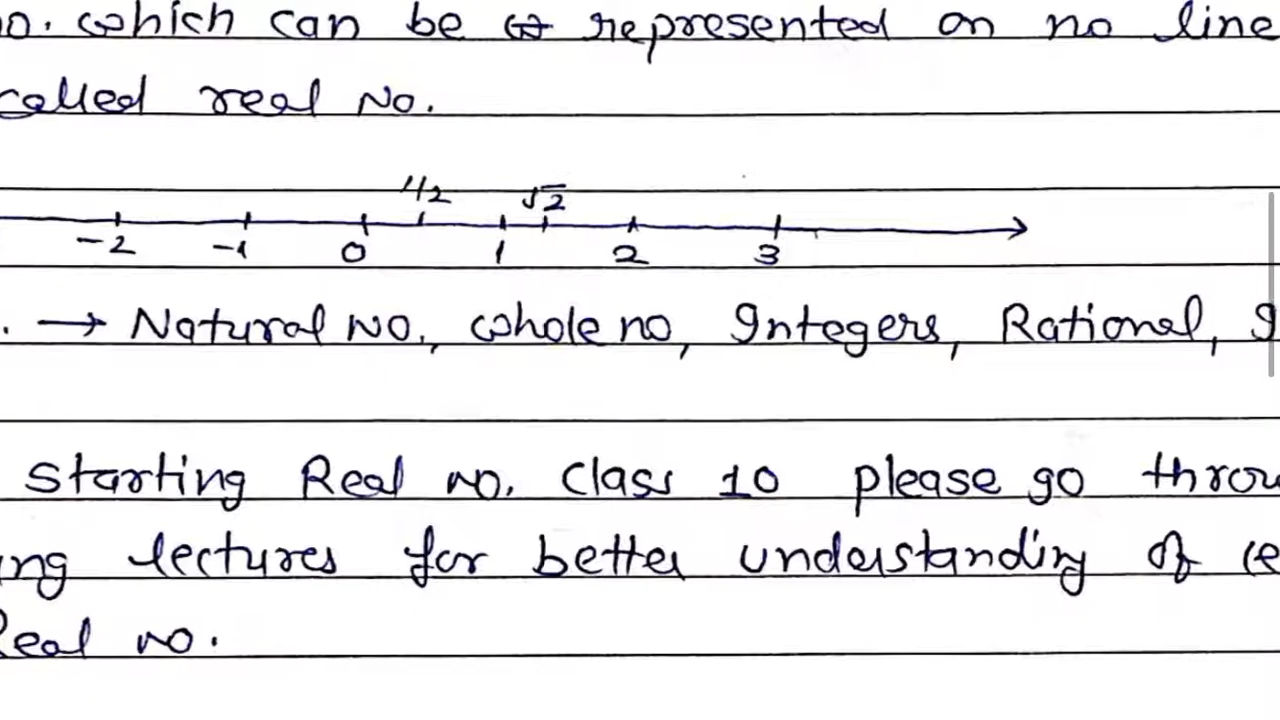 o. which can be represented on no line
called real No.
1/2 √2
-2 -1 0 1 2 3
. → Natural No., whole no, Integers, Rational, I
starting Real no. Class 10 please go throu
ing lectures for better understanding of
Real no.